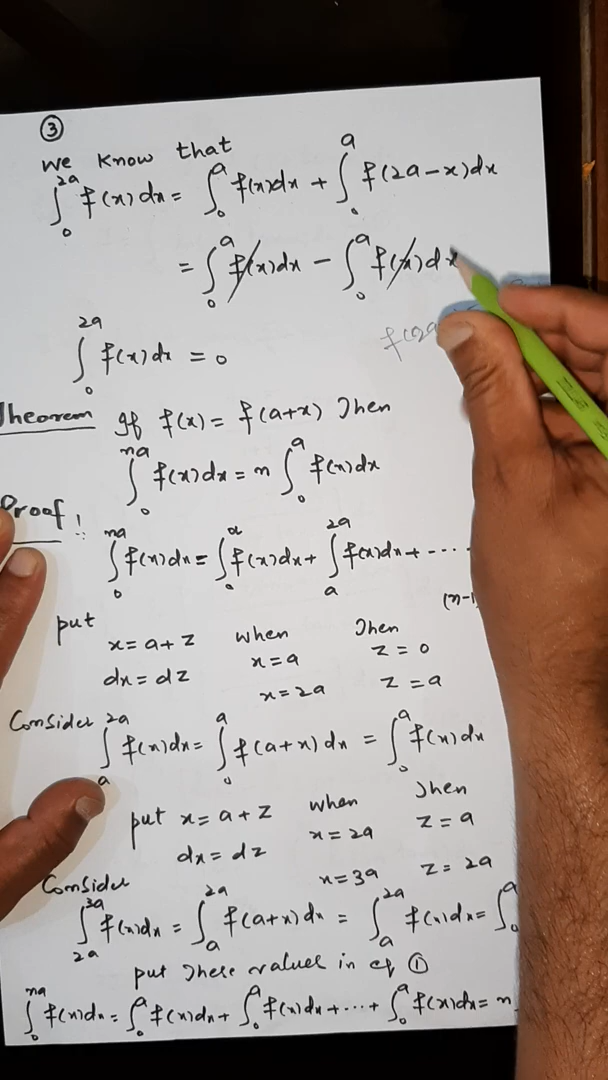 ③
We know that
∫₀^2a f(x)dx = ∫₀^a f(x)dx + ∫₀^a f(2a-x)dx
= ∫₀^a f(x)dx - ∫₀^a f(x)dx
f(2a
∫₀^2a f(x)dx = 0
Theorem If f(x) = f(a+x) Then
∫₀^na f(x)dx = n ∫₀^a f(x)dx
Proof!
∫₀^na f(x)dx = ∫₀^a f(x)dx + ∫ₐ^2a f(x)dx + ----
(n-1
put x = a+z when Then
dx = dz x = a z = 0
x = 2a z = a
Consider ∫ₐ^2a f(x)dx = ∫₀^a f(a+x)dx = ∫₀^a f(x)dx
put x = a+z when Then
dx = dz x = 2a z = a
x = 3a z = 2a
Consider
∫₂ₐ^3a f(x)dx = ∫ₐ^2a f(a+x)dx = ∫ₐ^2a f(x)dx = ∫₀^a
put These values in eq ①
∫₀^na f(x)dx = ∫₀^a f(x)dx + ∫₀^a f(x)dx + ... + ∫₀^a f(x)dx = n